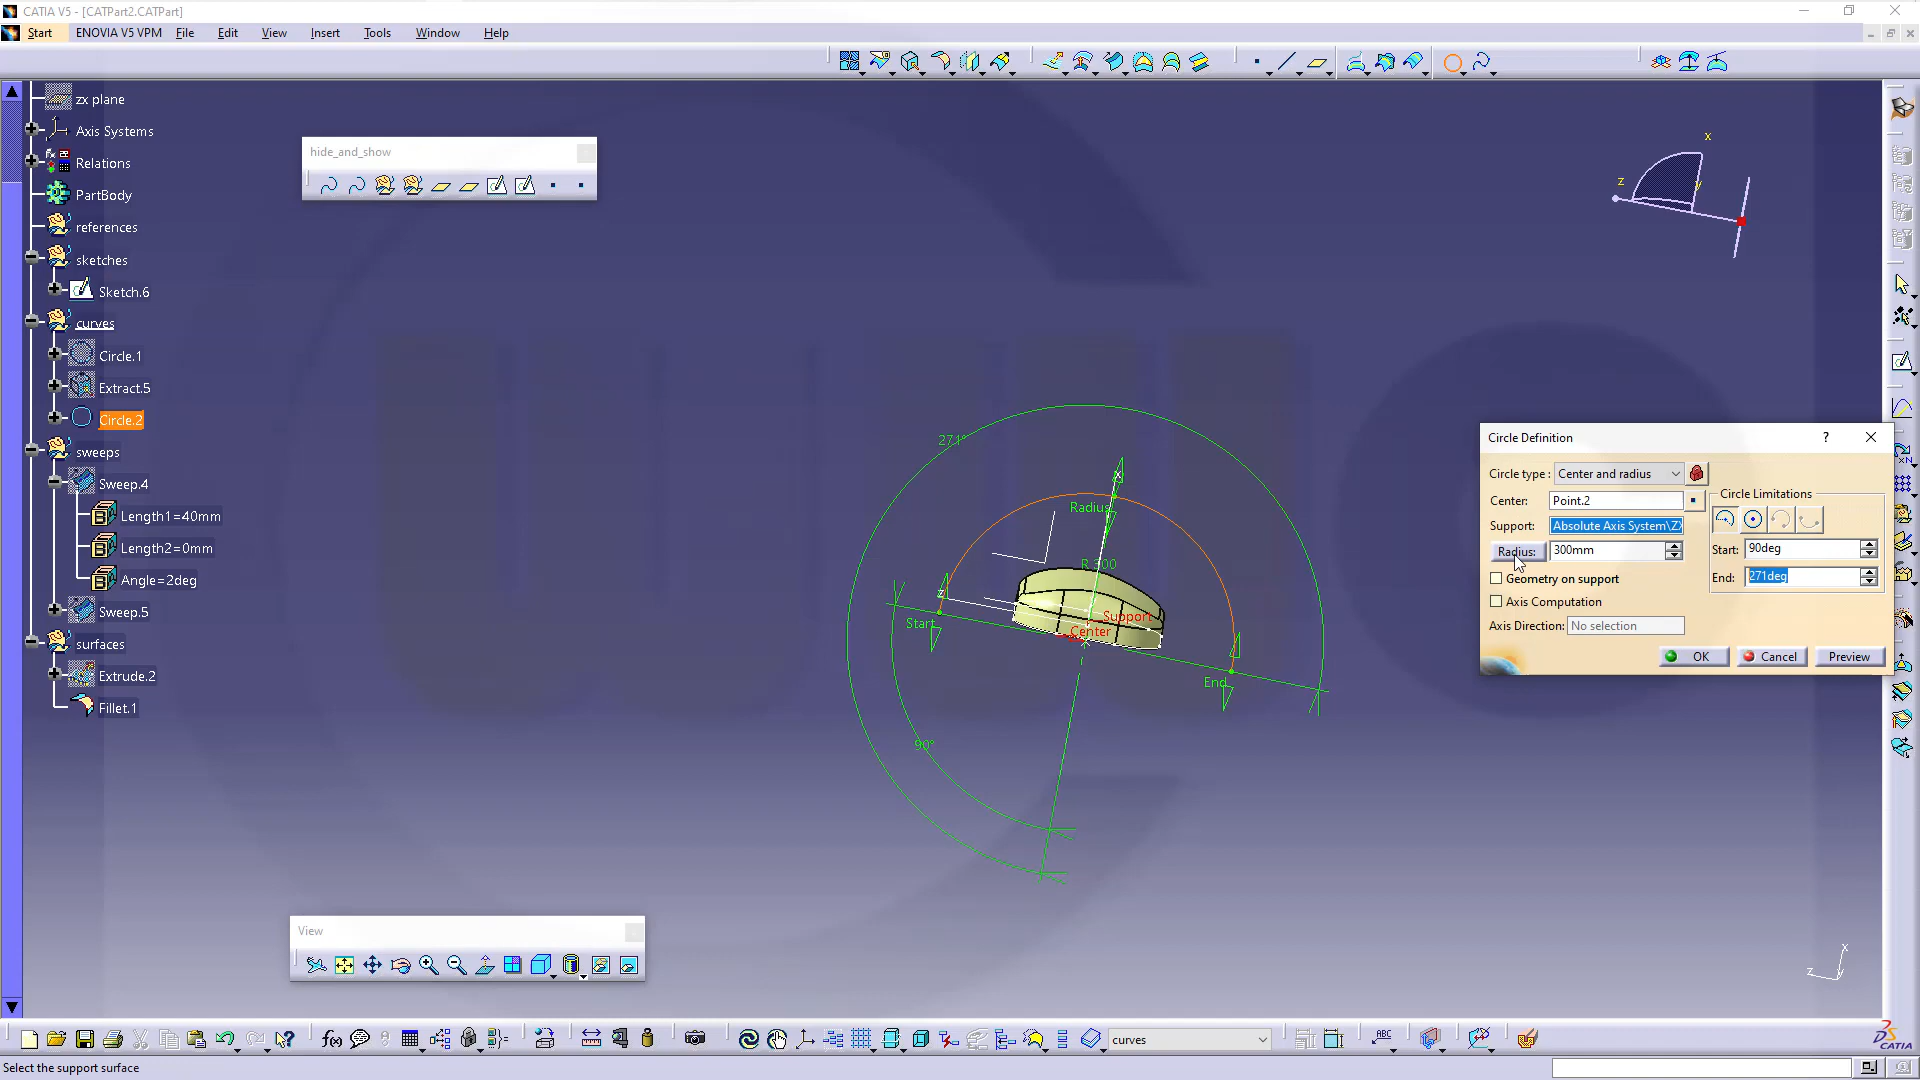 CATIA V5 - [CATPart2.CATPart]
Start ENOVIA V5 VPM File Edit View Insert Tools Window Help
zx plane
Axis Systems
Relations
PartBody
references
sketches
Sketch.6
curves
Circle.1
Extract.5
Circle.2
sweeps
Sweep.4
Length1=40mm
Length2=0mm
Angle=2deg
Sweep.5
surfaces
Extrude.2
Fillet.1
hide_and_show
x
z
y
271°
x
Radius
R 300
z
Support
Start
Center
End
90°
Circle Definition
?
Circle type : Center and radius
Circle Limitations
Center: Point.2
Support: Absolute Axis System\ZX
Radius: 300mm
Start: 90deg
Geometry on support
End: 271deg
Axis Computation
Axis Direction: No selection
OK Cancel Preview
View
x
z
y
f(x)
curves
ABC
CATIA
Select the support surface